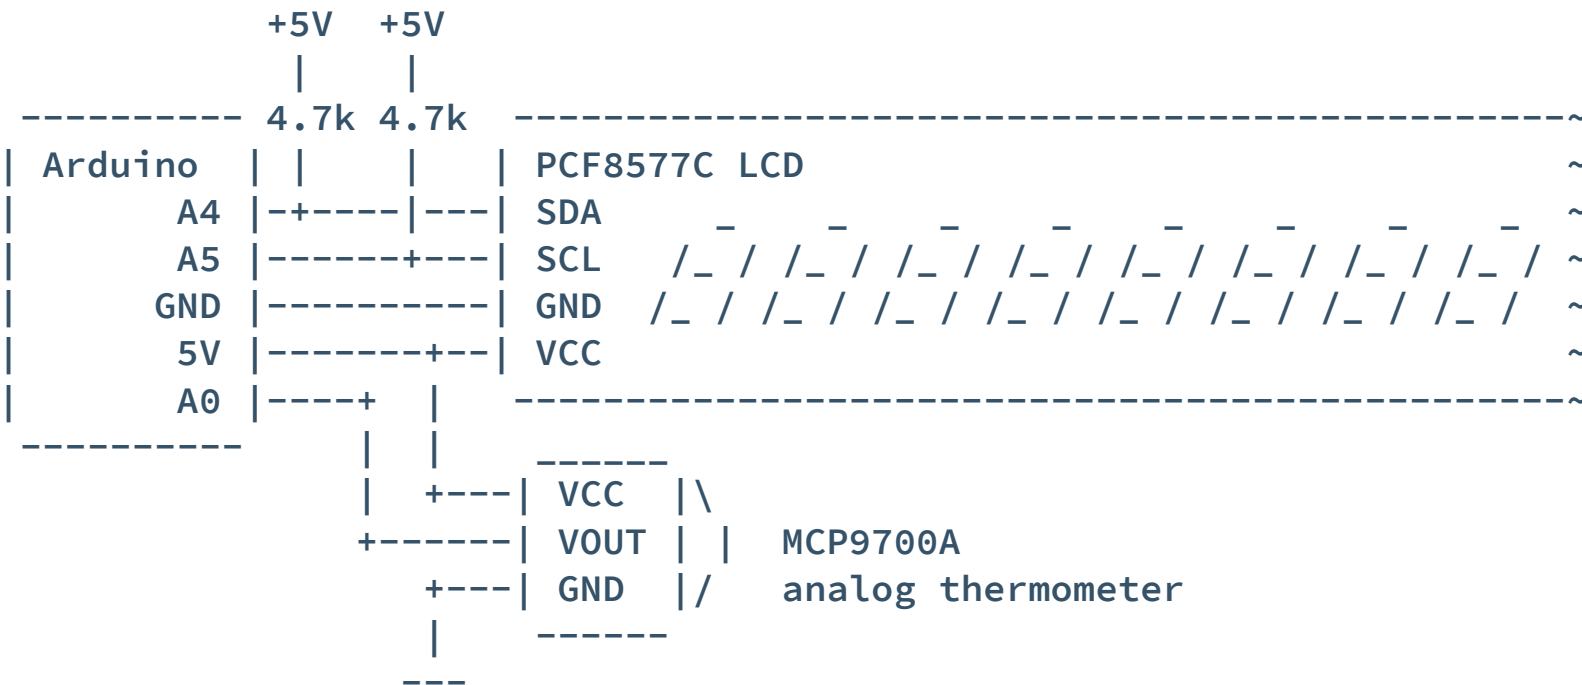 +5V +5V
4.7k 4.7k
Arduino PCF8577C LCD
A4 SDA
A5 SCL
GND GND
5V VCC
A0
VCC
VOUT MCP9700A
GND analog thermometer